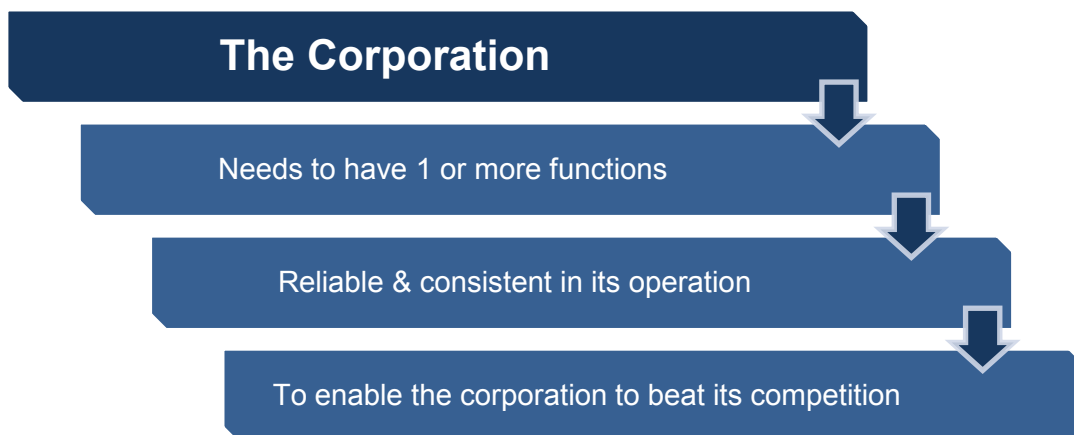 The Corporation
Needs to have 1 or more functions
Reliable & consistent in its operation
To enable the corporation to beat its competition